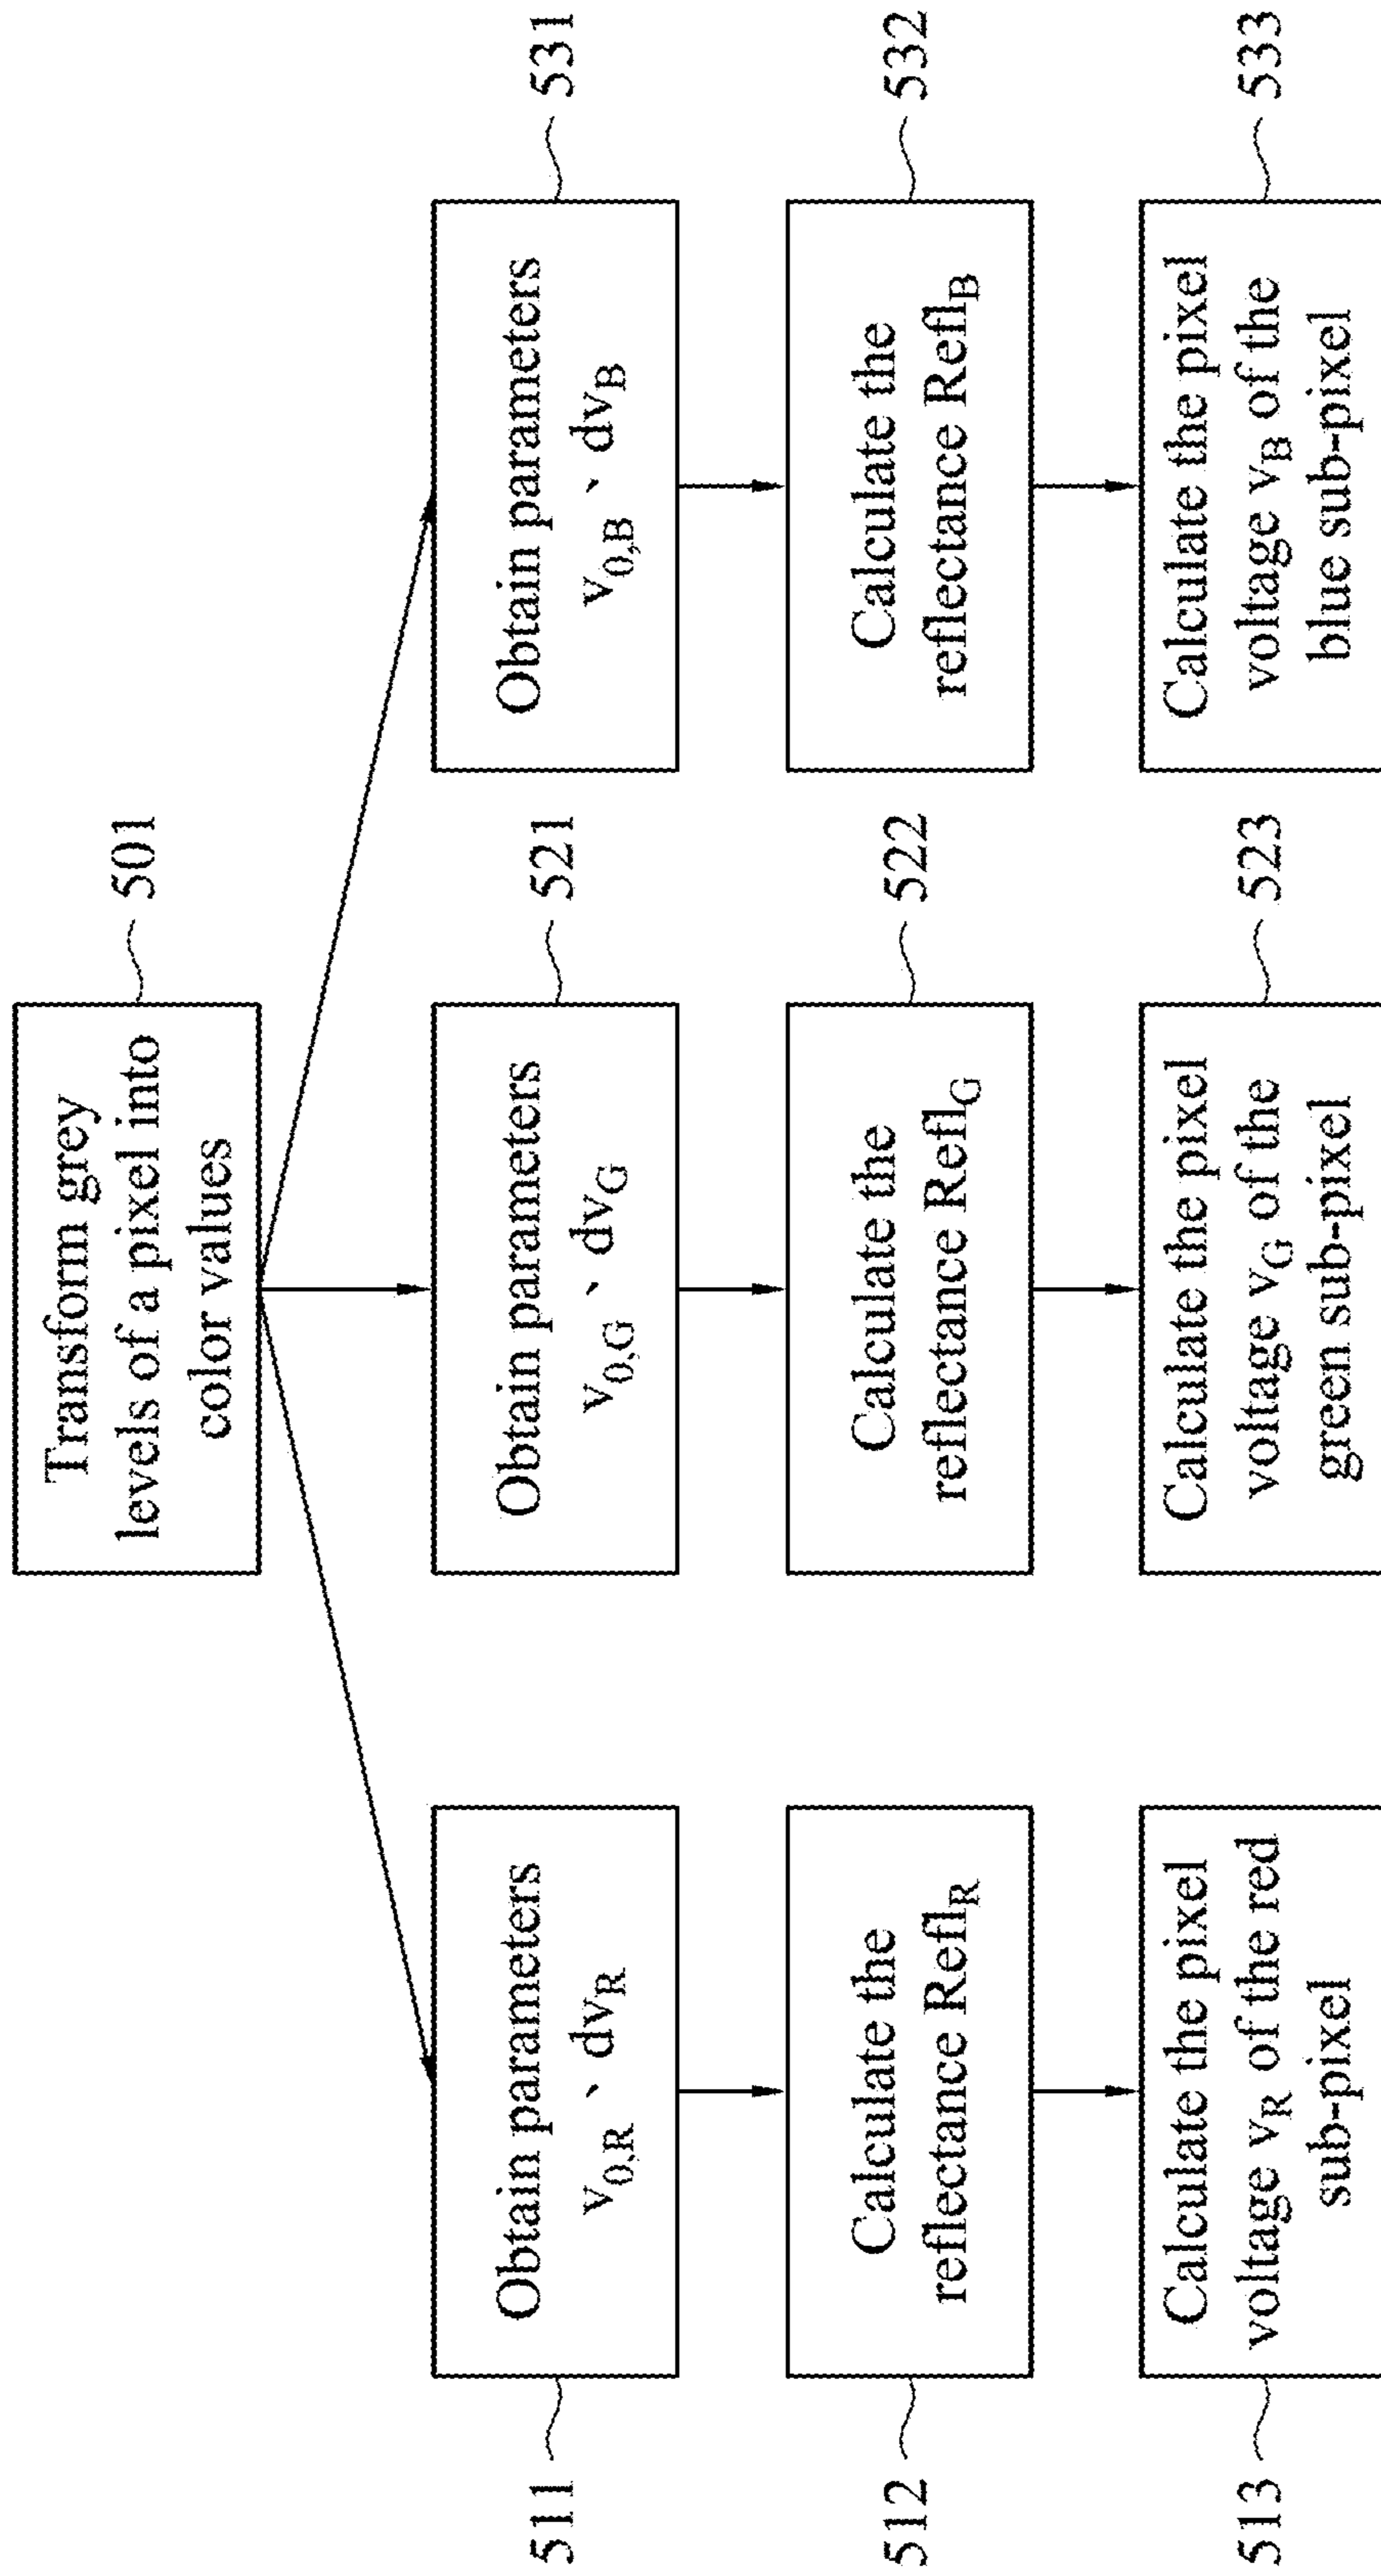 Transform grey
levels of a pixel into
color values
501
511
Obtain parameters
v0,R、dvR
Obtain parameters
v0,G、dvG
521
Obtain parameters
v0,B、dvB
531
512
Calculate the
reflectance ReflR
Calculate the
reflectance ReflG
522
Calculate the
reflectance ReflB
532
513
Calculate the pixel
voltage vR of the red
sub-pixel
Calculate the pixel
voltage vG of the
green sub-pixel
523
Calculate the pixel
voltage vB of the
blue sub-pixel
533